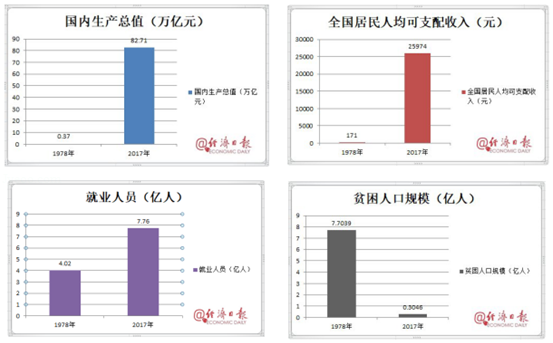 国内生产总值（万亿元）
90
80
70
60
50
40
30
20
10
0
82.71
0.37
1978年
2017年
国内生产总值（万亿
元）
@经济日报
ECONOMIC DAILY
全国居民人均可支配收入（元）
30000
25000
20000
15000
10000
5000
0
25974
171
1978年
2017年
全国居民人均可支配收
入（元）
@经济日报
ECONOMIC DAILY
就业人员（亿人）
9
8
7
6
5
4
3
2
1
0
7.76
4.02
1978年
2017年
就业人员（亿人）
@经济日报
ECONOMIC DAILY
贫困人口规模（亿人）
9
8
7
6
5
4
3
2
1
0
7.7039
0.3046
1978年
2017年
贫困人口规模（亿人）
@经济日报
ECONOMIC DAILY